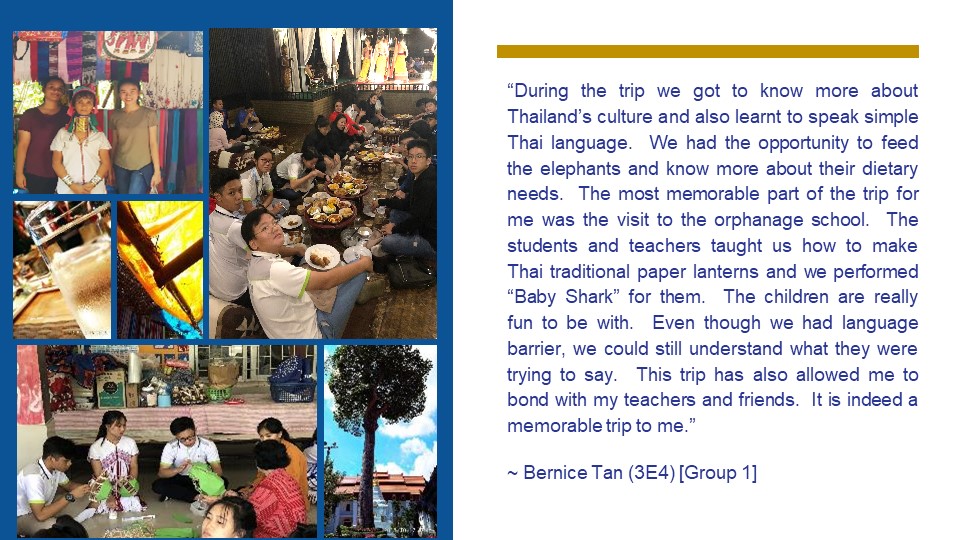 “During the trip we got to know more about
Thailand’s culture and also learnt to speak simple
Thai language.  We had the opportunity to feed
the elephants and know more about their dietary
needs.  The most memorable part of the trip for
me was the visit to the orphanage school.  The
students and teachers taught us how to make
Thai traditional paper lanterns and we performed
“Baby Shark” for them.  The children are really
fun to be with.  Even though we had language
barrier, we could still understand what they were
trying to say.  This trip has also allowed me to
bond with my teachers and friends.  It is indeed a
memorable trip to me.”
~ Bernice Tan (3E4) [Group 1]